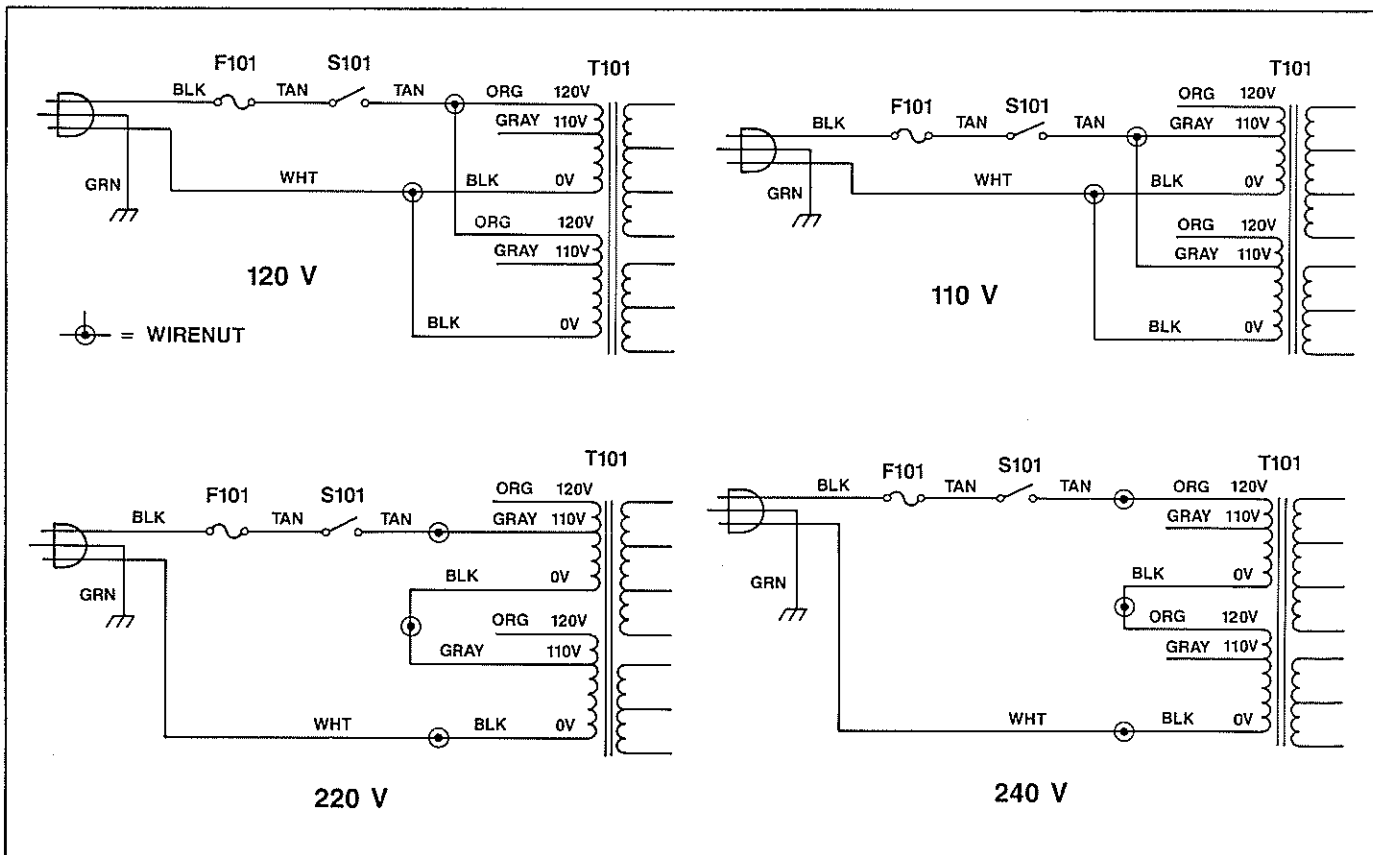 F101 S101 T101
BLK TAN TAN ORG 120V
GRAY 110V
GRN
WHT BLK 0V
ORG 120V
GRAY 110V
120 V
BLK 0V
= WIRENUT
T101
F101 S101 ORG 120V
BLK TAN TAN GRAY 110V
GRN
WHT BLK 0V
ORG 120V
GRAY 110V
110 V
BLK 0V
T101
F101 S101 ORG 120V
BLK TAN TAN GRAY 110V
GRN
BLK 0V
ORG 120V
GRAY 110V
WHT BLK 0V
220 V
F101 S101 T101
BLK TAN TAN ORG 120V
GRAY 110V
GRN
BLK 0V
ORG 120V
GRAY 110V
WHT BLK 0V
240 V